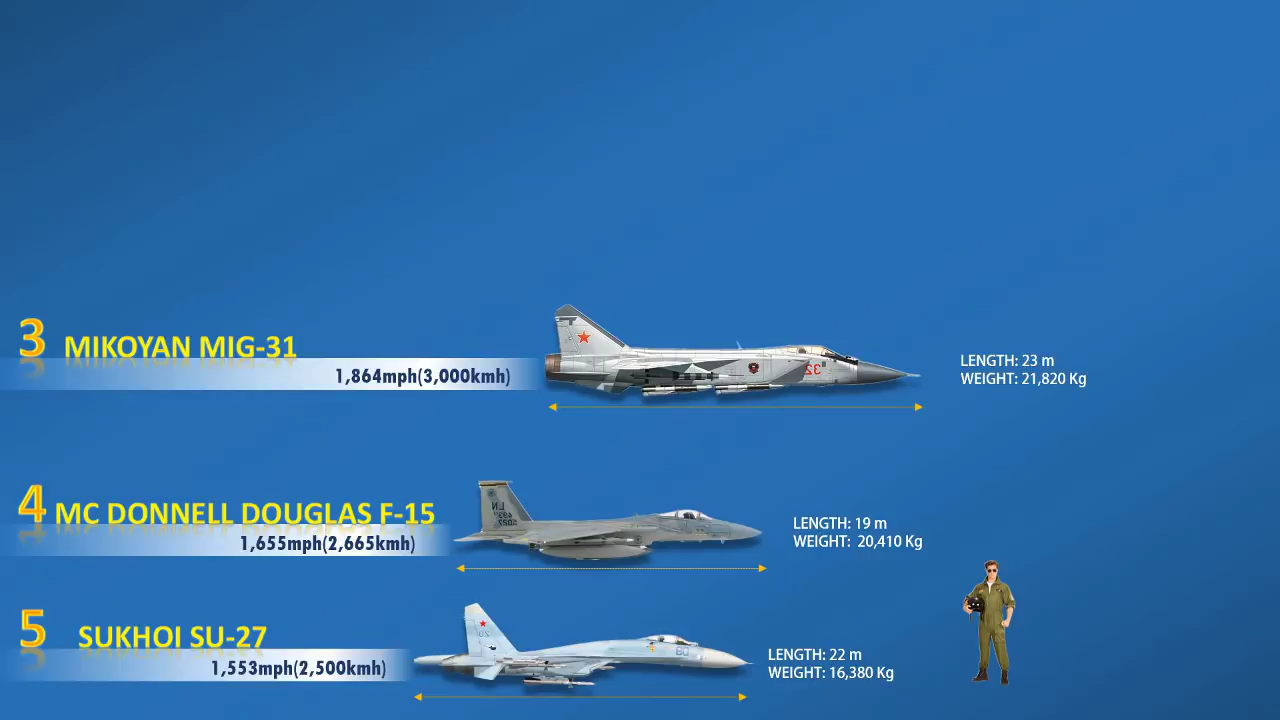 3 MIKOYAN MIG-31
1,864mph(3,000kmh)
LENGTH: 23 m
WEIGHT: 21,820 Kg
4 MC DONNELL DOUGLAS F-15
1,655mph(2,665kmh)
LN
LENGTH: 19 m
WEIGHT: 20,410 Kg
5 SUKHOI SU-27
1,553mph(2,500kmh)
LENGTH: 22 m
WEIGHT: 16,380 Kg